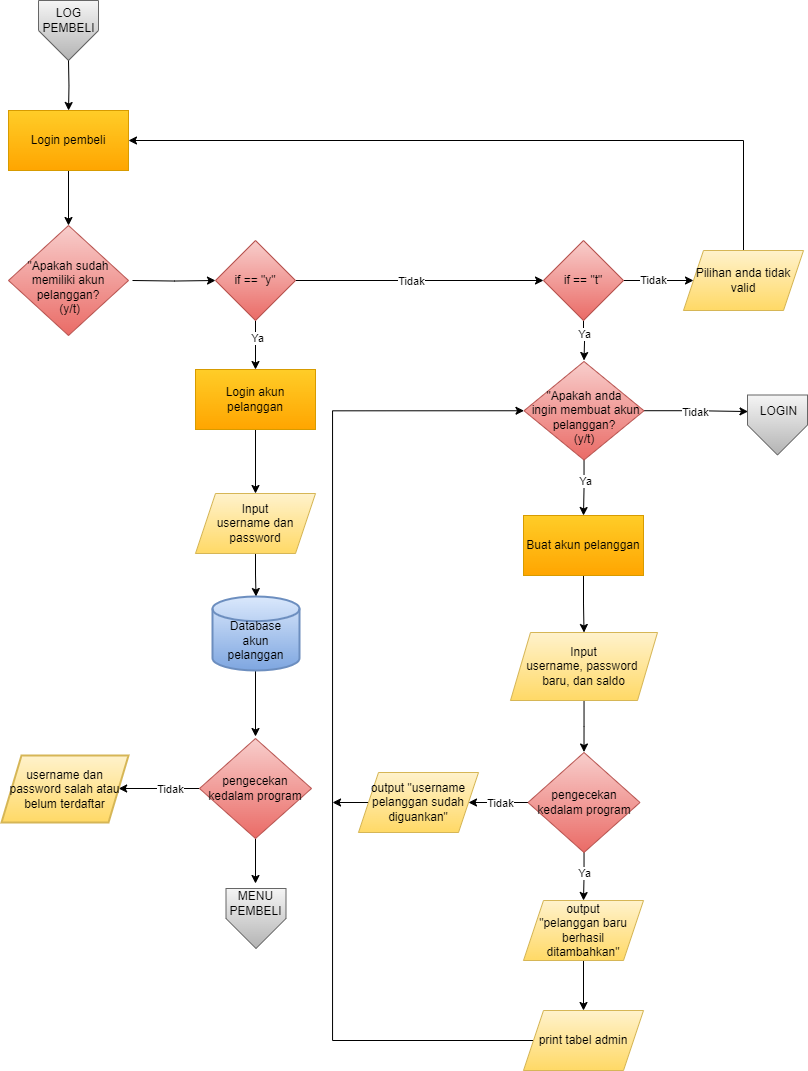 LOG
PEMBELI
Login pembeli
"Apakah sudah
memiliki akun
pelanggan?
(y/t)
if == "y"
Tidak
if == "t"
Tidak
Pilihan anda tidak
valid
Ya
Ya
Login akun
pelanggan
"Apakah anda
ingin membuat akun
pelanggan?
(y/t)
Tidak
LOGIN
Ya
Input
username dan
password
Buat akun pelanggan
Database
akun
pelanggan
Input
username, password
baru, dan saldo
pengecekan
kedalam program
Tidak
username dan
password salah atau
belum terdaftar
pengecekan
kedalam program
Tidak
output "username
pelanggan sudah
diguankan"
Ya
MENU
PEMBELI
output
"pelanggan baru
berhasil
ditambahkan"
print tabel admin